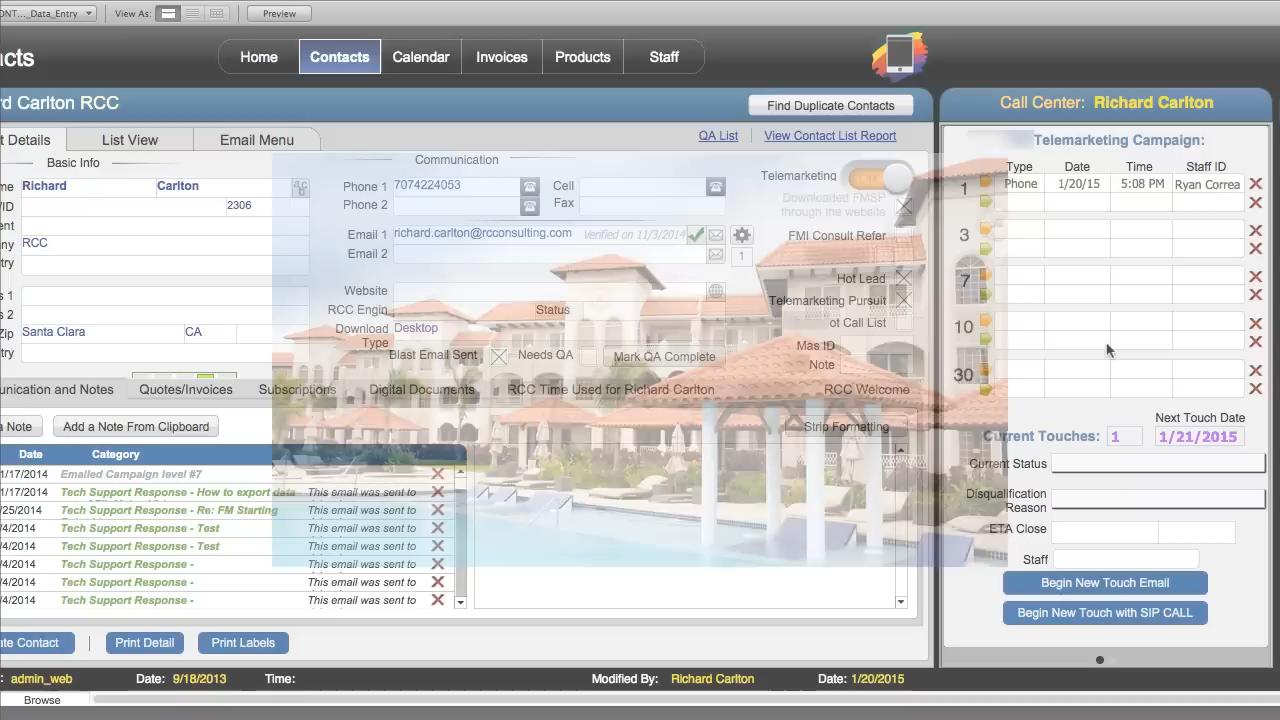 ONT..._Data_Entry
View As:
Preview
cts
Home
Contacts
Calendar
Invoices
Products
Staff
rd Carlton RCC
Find Duplicate Contacts
Call Center: Richard Carlton
t Details
List View
Email Menu
QA List
View Contact List Report
Telemarketing Campaign:
Basic Info
Communication
Telemarketing
Type
Date
Time
Staff ID
me
Richard
Carlton
Phone 1
7074224053
Cell
1
Phone
1/20/15
5:08 PM
Ryan Correa
/ID
2306
Phone 2
Fax
Downloaded FMSP
through the website
ent
Email 1
richard.carlton@rcconsulting.com
Verified on 11/3/2014
FMI Consult Refer
3
ny
RCC
ntry
Email 2
1
Hot Lead
7
s 1
Website
Telemarketing Pursuit
s 2
RCC Engin
Status
ot Call List
10
Zip
Santa Clara
CA
Download
Type
Desktop
Mas ID
ntry
Blast Email Sent
Needs QA
Mark QA Complete
Note
30
unication and Notes
Quotes/Invoices
Subscriptions
Digital Documents
RCC Time Used for Richard Carlton
RCC Welcome
a Note
Add a Note From Clipboard
Strip Formatting
Next Touch Date
Current Touches:
1
1/21/2015
Date
Category
Current Status
1/17/2014
Emailed Campaign level #7
1/17/2014
Tech Support Response - How to export data
This email was sent to
Disqualification
Reason
/25/2014
Tech Support Response - Re: FM Starting
This email was sent to
/4/2014
Tech Support Response - Test
This email was sent to
ETA Close
/4/2014
Tech Support Response - Test
This email was sent to
/4/2014
Tech Support Response -
This email was sent to
Staff
/4/2014
Tech Support Response -
This email was sent to
Begin New Touch Email
/4/2014
Tech Support Response -
This email was sent to
Begin New Touch with SIP CALL
ate Contact
Print Detail
Print Labels
: admin_web
Date: 9/18/2013
Time:
Modified By: Richard Carlton
Date: 1/20/2015
Browse